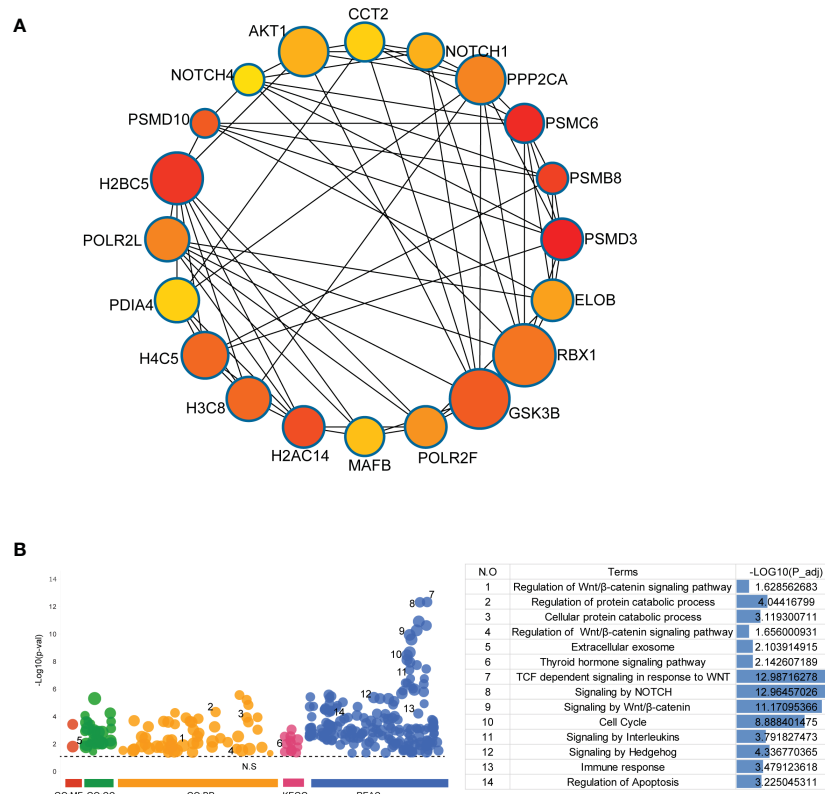 A
CCT2
AKT1
NOTCH1
NOTCH4
PPP2CA
PSMD10
PSMC6
H2BC5
PSMB8
POLR2L
PSMD3
PDIA4
ELOB
H4C5
RBX1
H3C8
GSK3B
H2AC14
MAFB
POLR2F
B
-Log10(p-val)
14
12
10
8
6
4
2
0
7
8
9
10
11
12
13
14
2
3
1
4
5
6
N.S
N.O Terms -LOG10(P_adj)
1 Regulation of Wnt/β-catenin signaling pathway 1.628562683
2 Regulation of protein catabolic process 4.04416799
3 Cellular protein catabolic process 3.119300711
4 Regulation of Wnt/β-catenin signaling pathway 1.656000931
5 Extracellular exosome 2.103914915
6 Thyroid hormone signaling pathway 2.142607189
7 TCF dependent signaling in response to WNT 12.98716278
8 Signaling by NOTCH 12.96457026
9 Signaling by Wnt/β-catenin 11.17095366
10 Cell Cycle 8.888401475
11 Signaling by Interleukins 3.791827473
12 Signaling by Hedgehog 4.336770365
13 Immune response 3.479123618
14 Regulation of Apoptosis 3.225045311